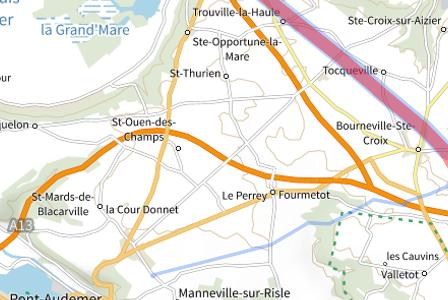 Trouville-la-Haule
Ste-Croix-sur-Aizier
la Grand'Mare
Ste-Opportune-la-
Mare
St-Thurien
Tocqueville
St-Ouen-des-
Champs
Bourneville-Ste-
Croix
St-Mards-de-
Blacarville
la Cour Donnet
Le Perrey
Fourmetot
A13
les Cauvins
Valletot
Pont-Audemer
Manneville-sur-Risle